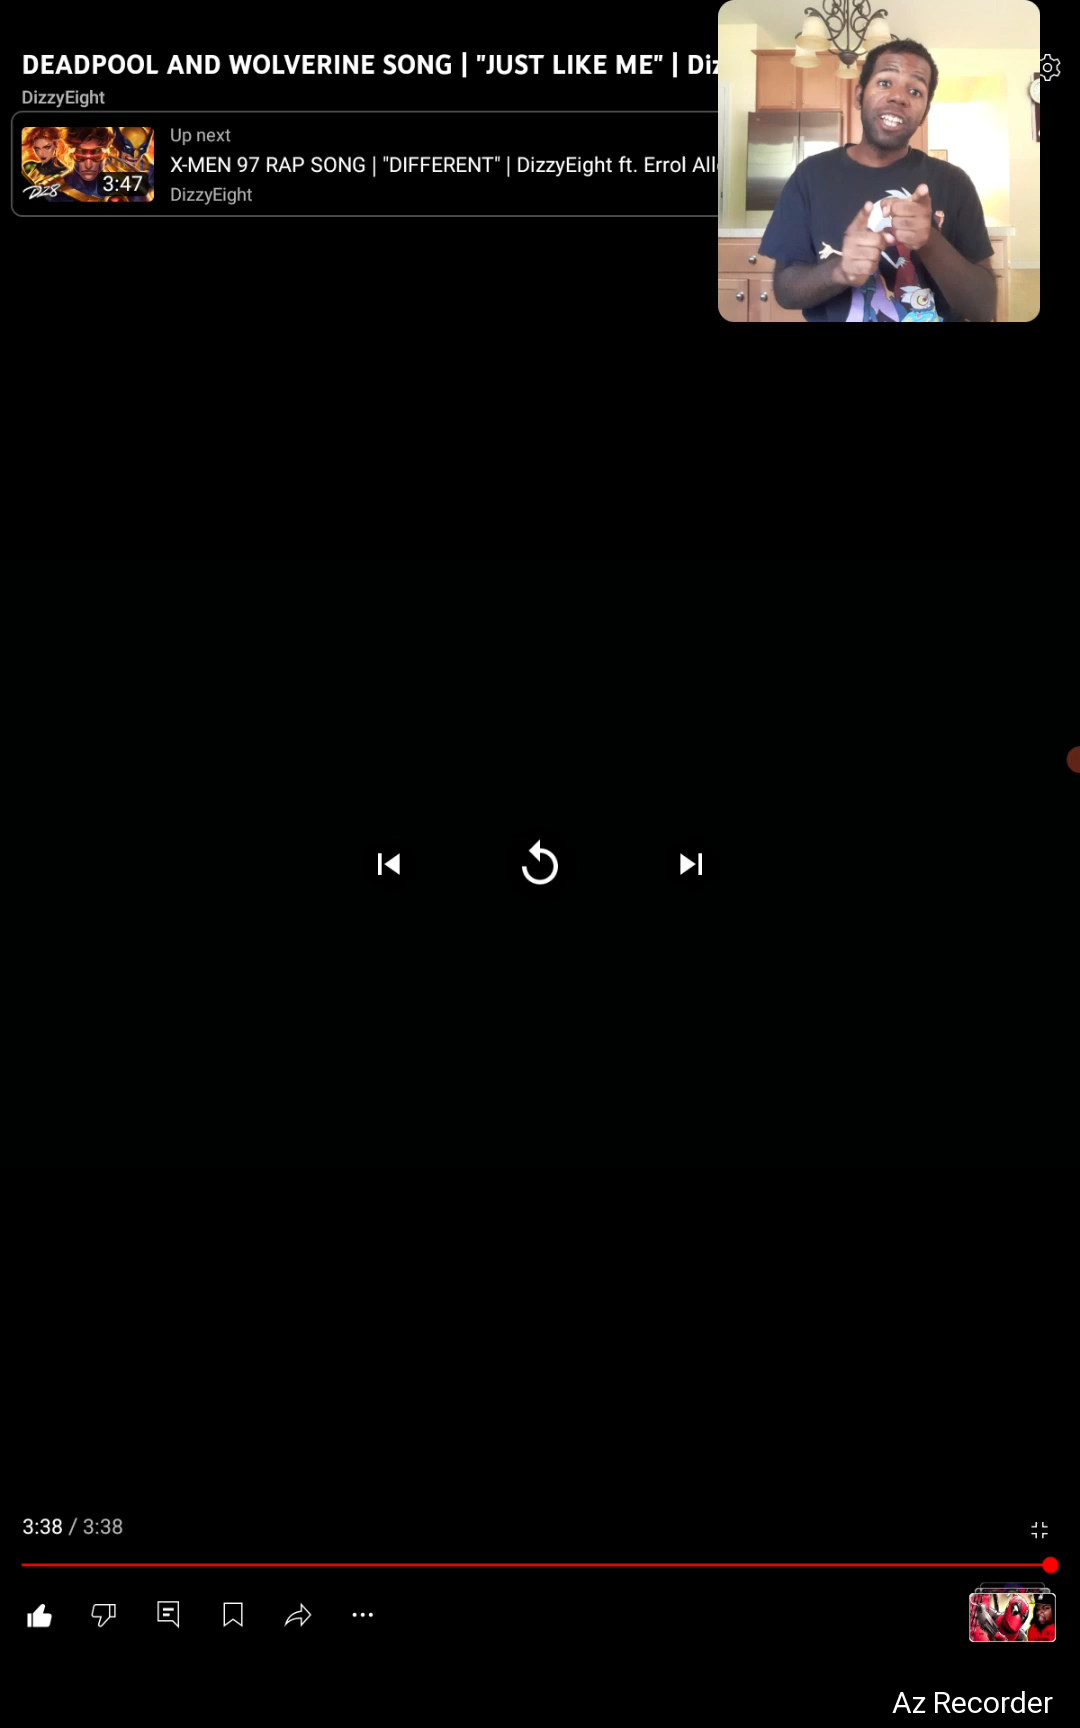 DEADPOOL AND WOLVERINE SONG | "JUST LIKE ME" | Diz
DizzyEight
Up next
X-MEN 97 RAP SONG | "DIFFERENT" | DizzyEight ft. Errol All
DizzyEight
3:47
3:38 / 3:38
Az Recorder